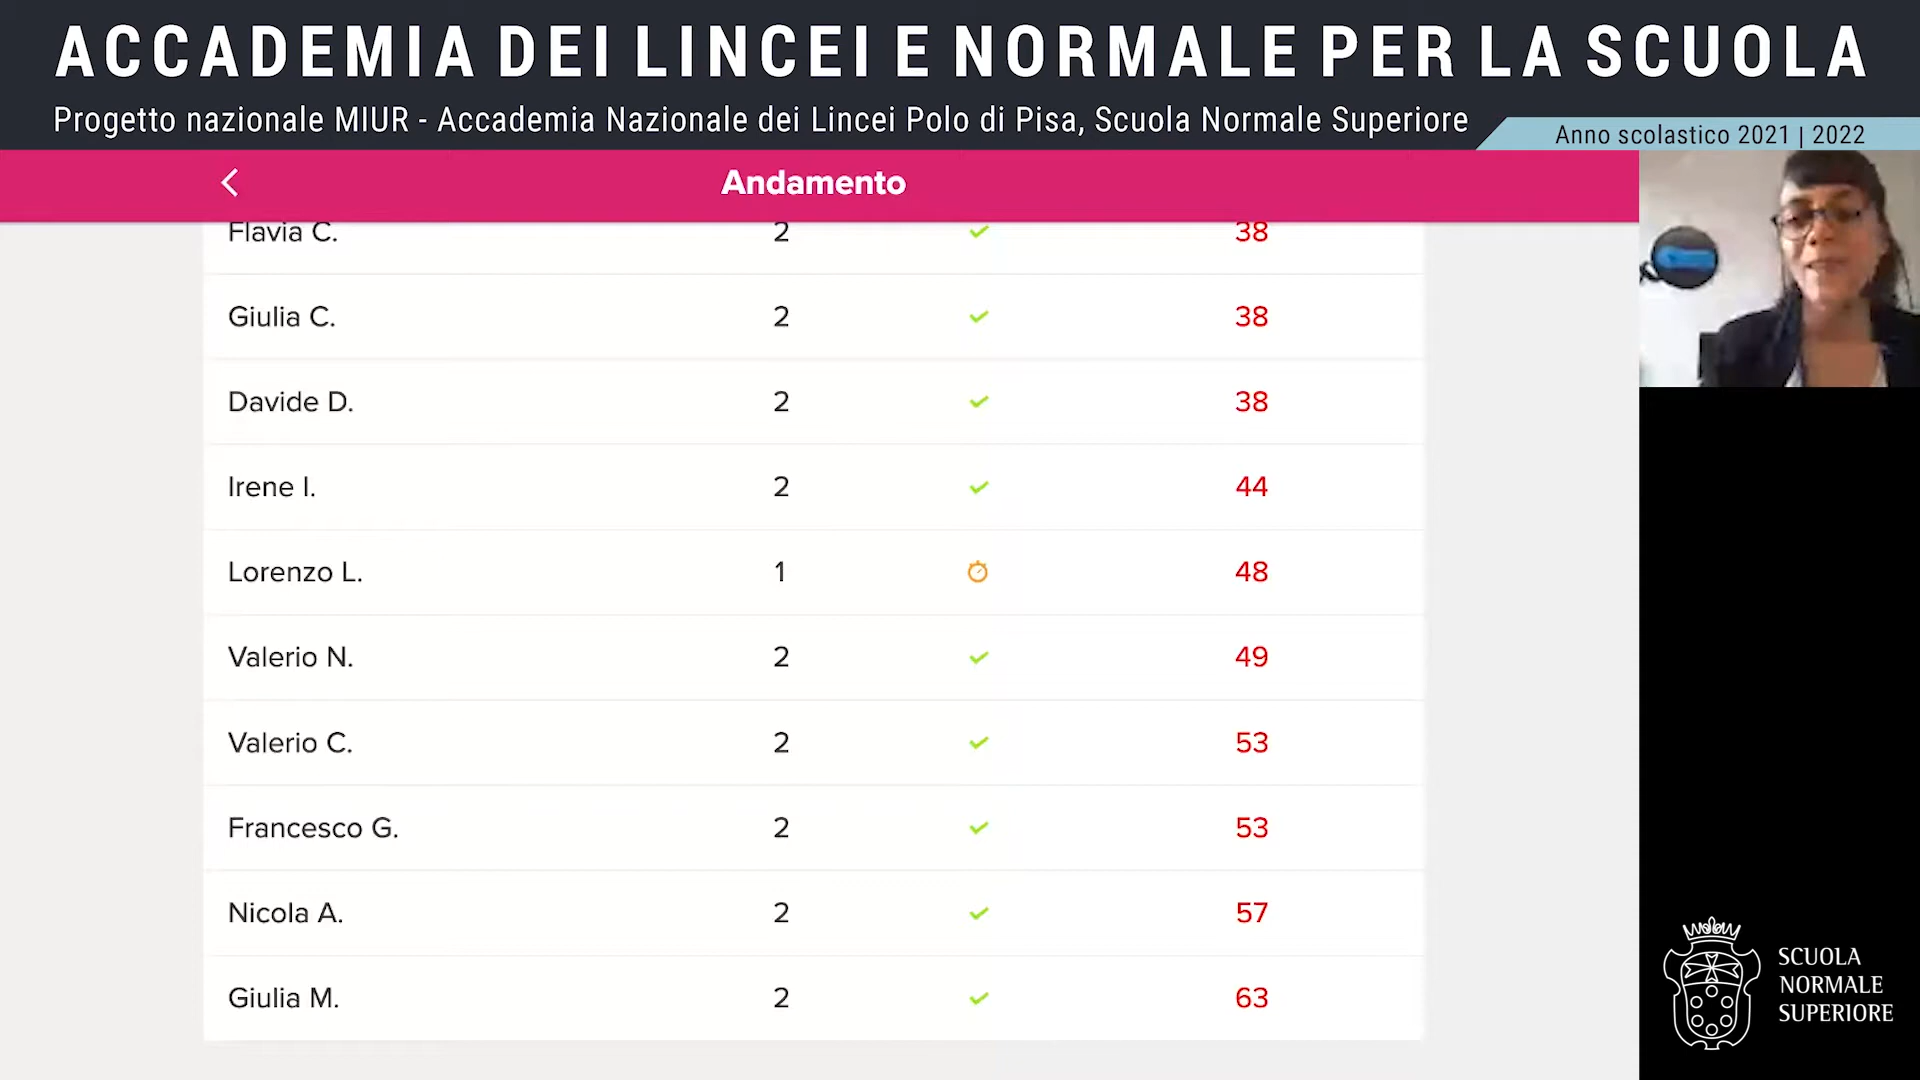 ACCADEMIA DEI LINCEI E NORMALE PER LA SCUOLA
Progetto nazionale MIUR - Accademia Nazionale dei Lincei Polo di Pisa, Scuola Normale Superiore
Anno scolastico 2021 | 2022
Andamento
Flavia C. 2 38
Giulia C. 2 38
Davide D. 2 38
Irene I. 2 44
Lorenzo L. 1 48
Valerio N. 2 49
Valerio C. 2 53
Francesco G. 2 53
Nicola A. 2 57
Giulia M. 2 63
SCUOLA
NORMALE
SUPERIORE